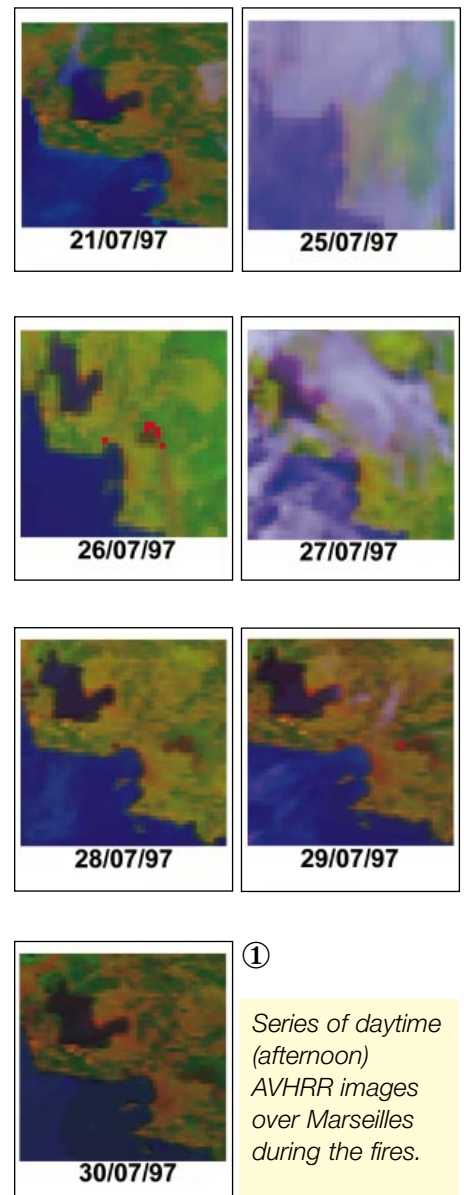 21/07/97
25/07/97
26/07/97
27/07/97
28/07/97
29/07/97
30/07/97
①
Series of daytime
(afternoon)
AVHRR images
over Marseilles
during the fires.